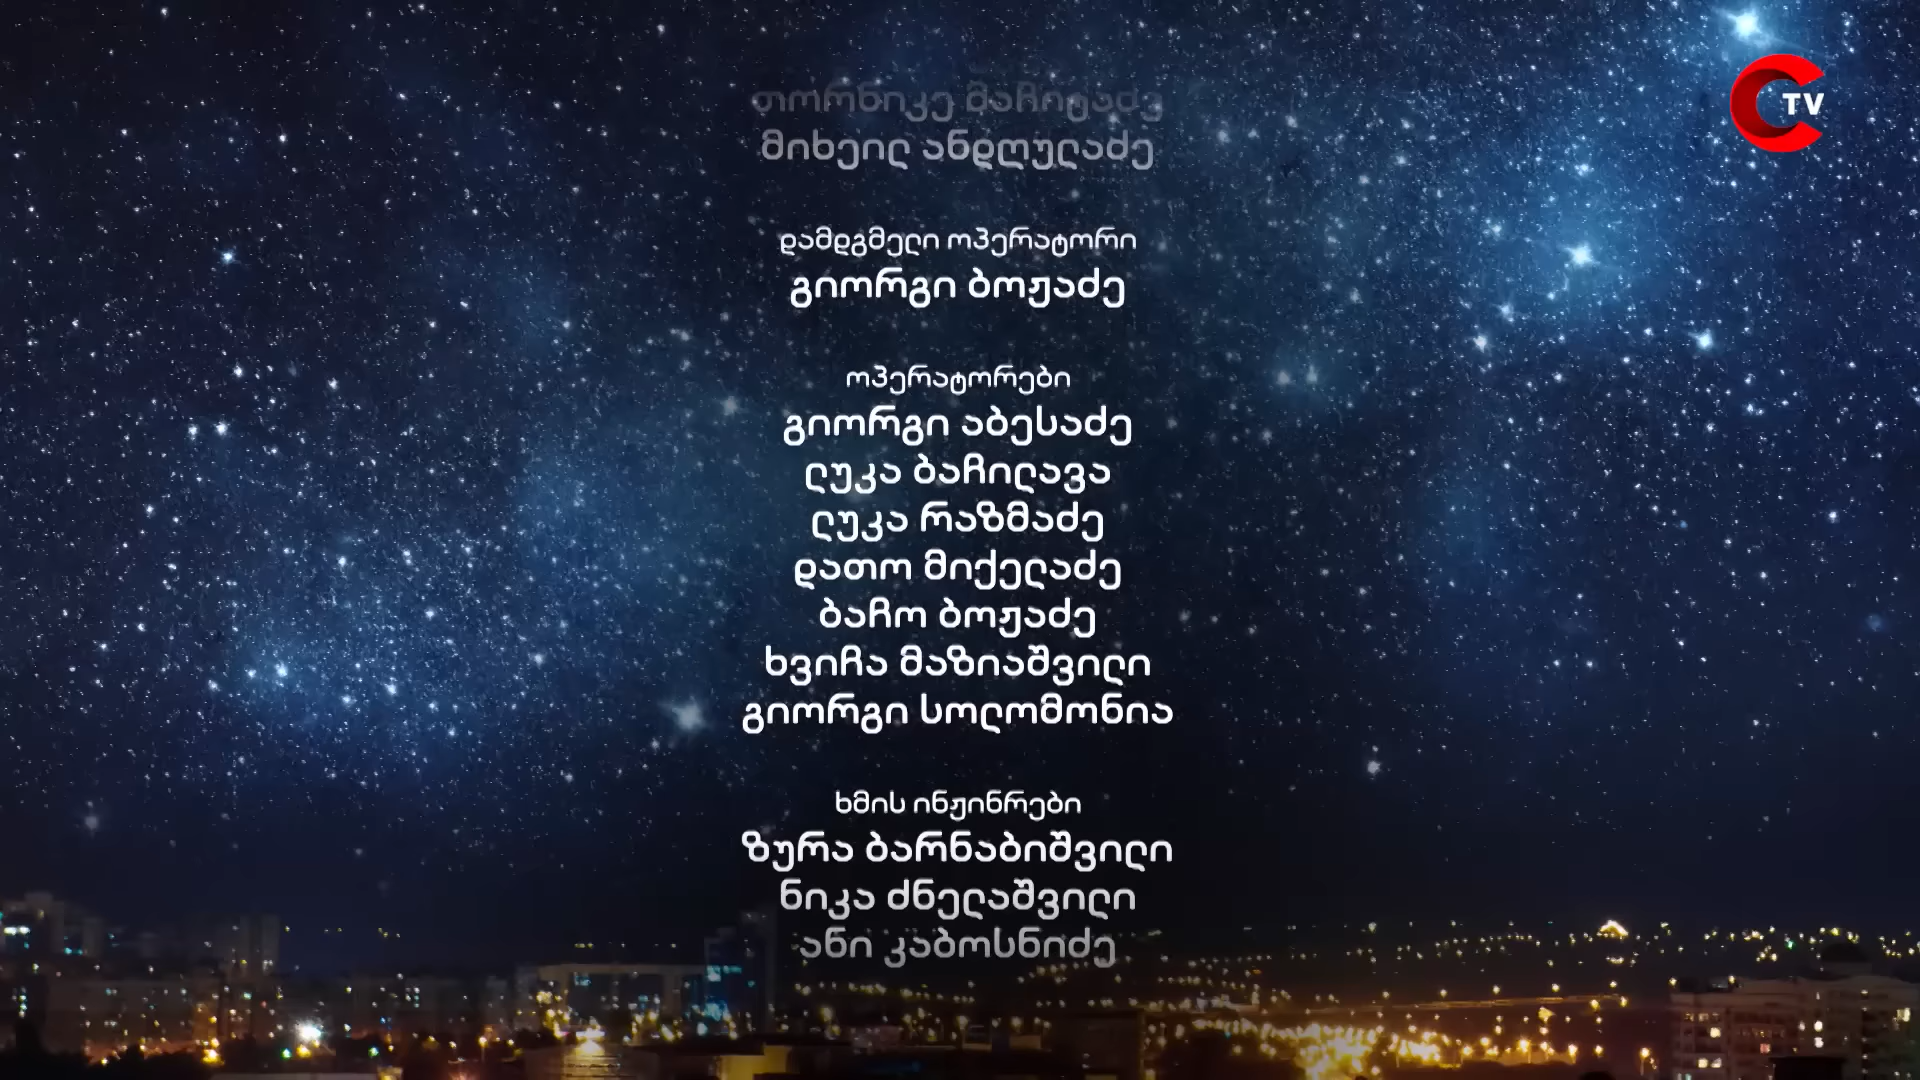 თორნიკე მაჩიტაძე
მიხეილ ანდღულაძე
დამდგმელი ოპერატორი
გიორგი ბოჟაძე
ოპერატორები
გიორგი აბესაძე
ლუკა ბაჩილავა
ლუკა რაზმაძე
დათო მიქელაძე
ბაჩო ბოჟაძე
ხვიჩა მაზიაშვილი
გიორგი სოლომონია
ხმის ინჟინრები
ზურა ბარნაბიშვილი
ნიკა ძნელაშვილი
ანი კაბოსნიძე
TV